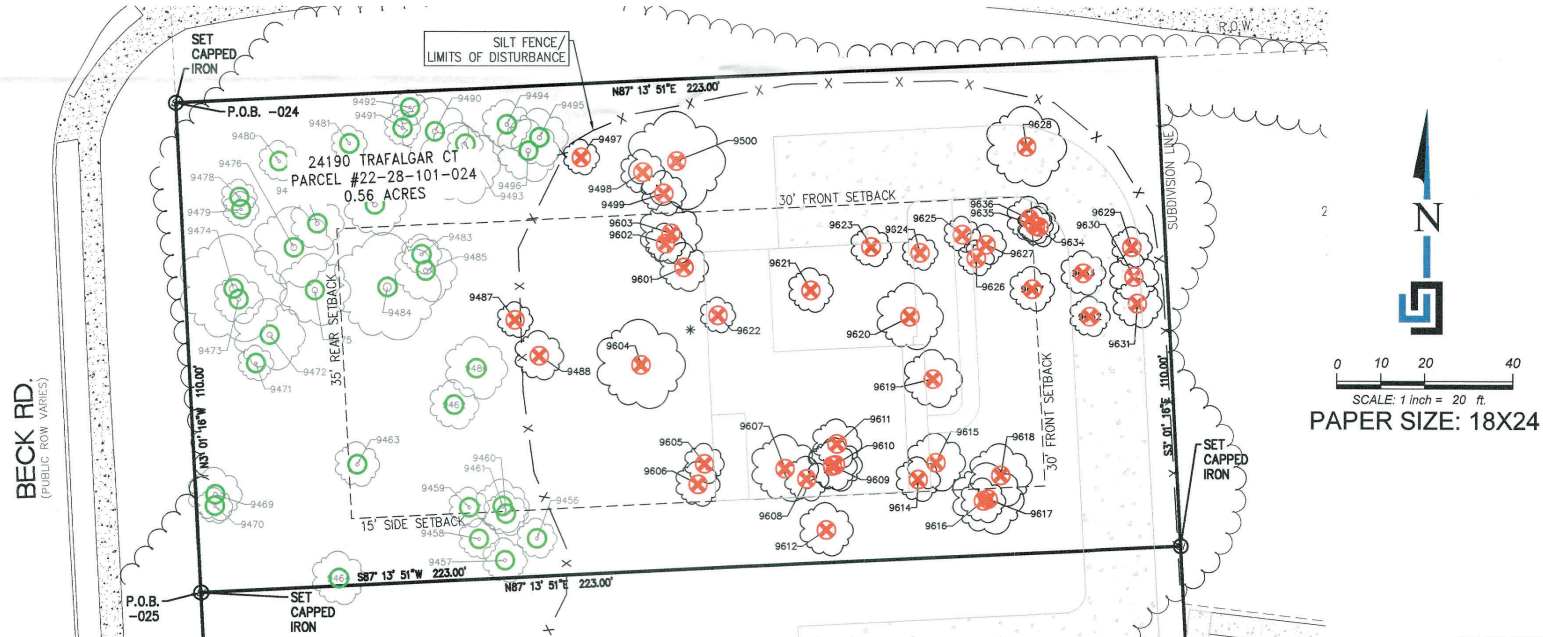 SET
CAPPED
IRON
P.O.B. -024
SILT FENCE/
LIMITS OF DISTURBANCE
N87° 13' 51"E 223.00'
R.O.W.
9492
9490
9491
9494
9495
9480
9481
9497
9500
9628
24190 TRAFALGAR CT
PARCEL #22-28-101-024
0.56 ACRES
9476
9478
9496
9493
9498
9499
SUBDIVISION LINE
9479
9474
30' FRONT SETBACK
9483
9485
9603
9602
9601
9623
9624
9625
9636
9635
9634
9627
9626
9629
9630
N
9487
9621
9484
9622
9620
9631
9473
9472
9471
35' REAR SETBACK
9604
9488
9619
BECK RD.
(PUBLIC ROW VARIES)
N3° 01' 16"W 110.00'
30' FRONT SETBACK
S3° 01' 16"E 110.00'
0 10 20 40
SCALE: 1 inch = 20 ft.
PAPER SIZE: 18X24
9463
9460
9461
9459
9456
9605
9606
9607
9611
9610
9609
9615
9618
SET
CAPPED
IRON
9469
9470
15' SIDE SETBACK
9458
9457
9608
9612
9614
9616
9617
S87° 13' 51"W 223.00'
N87° 13' 51"E 223.00'
P.O.B.
-025
SET
CAPPED
IRON